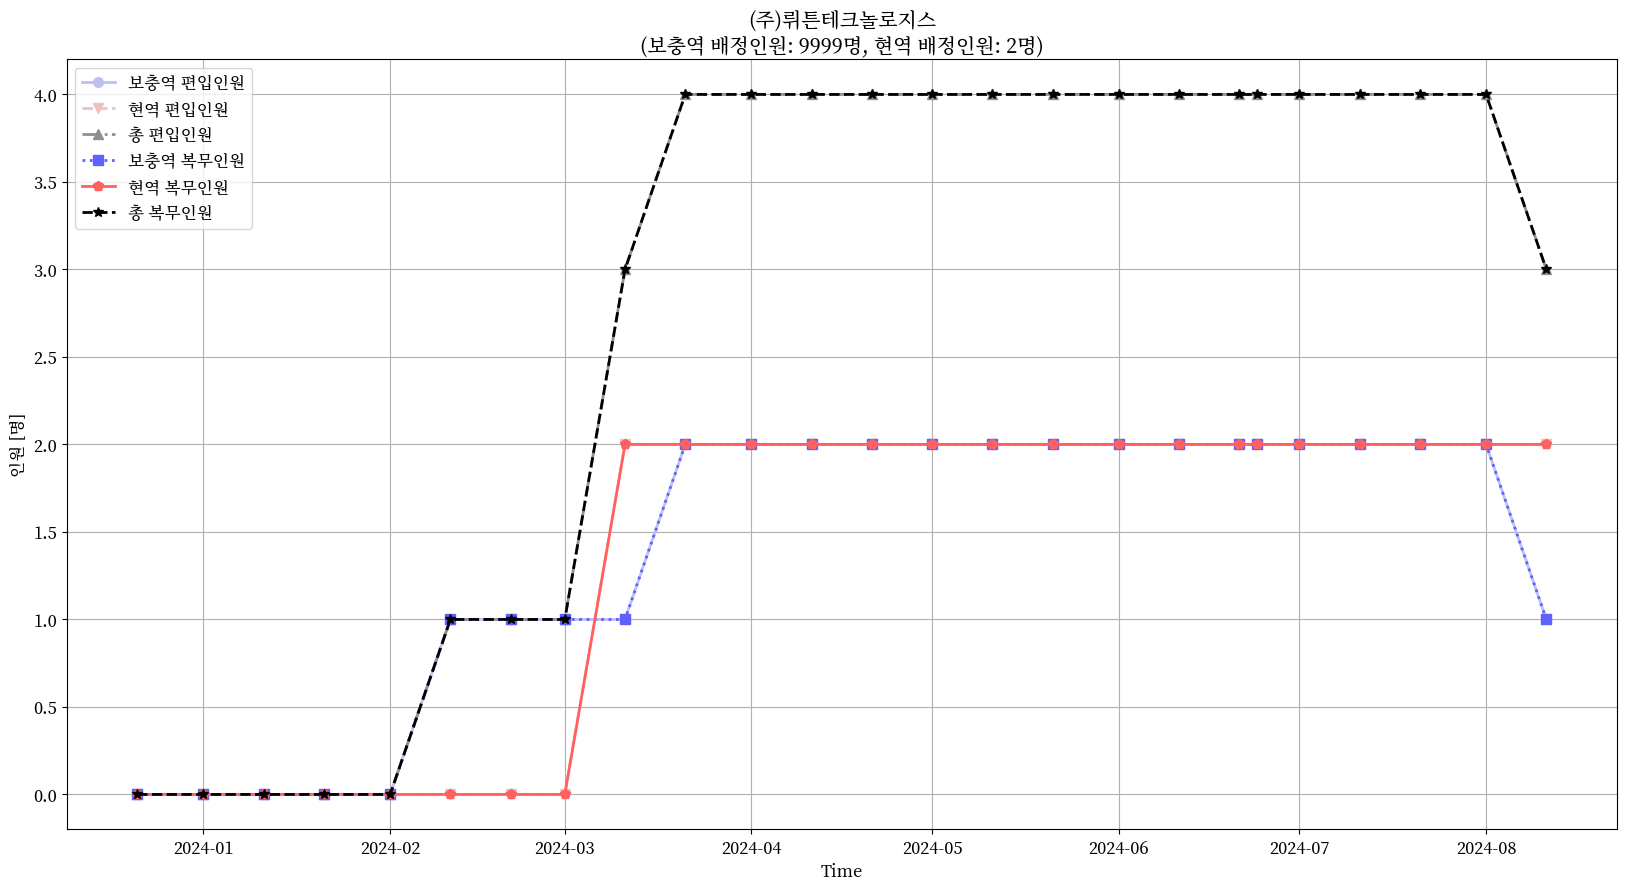 (주)뤼튼테크놀로지스
(보충역 배정인원: 9999명, 현역 배정인원: 2명)
보충역 편입인원
현역 편입인원
총 편입인원
보충역 복무인원
현역 복무인원
총 복무인원
4.0
3.5
3.0
2.5
2.0
1.5
1.0
0.5
0.0
인원 [명]
2024-01 2024-02 2024-03 2024-04 2024-05 2024-06 2024-07 2024-08
Time